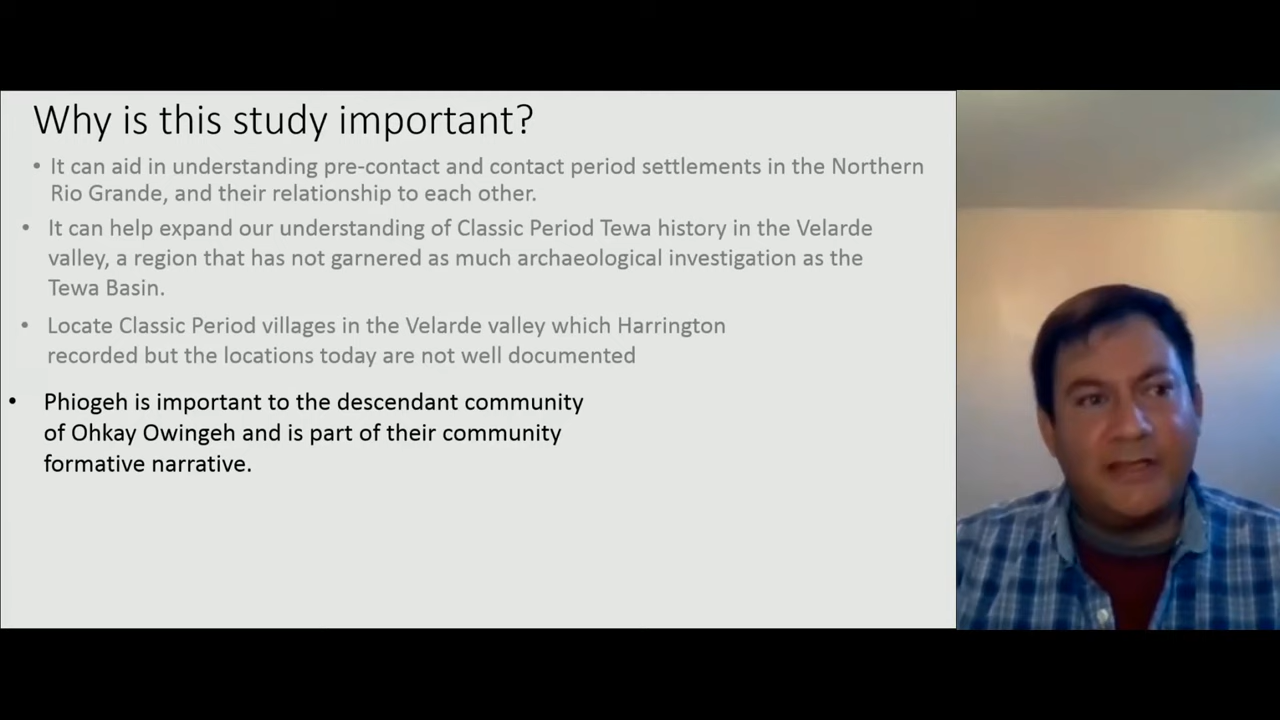 Why is this study important?
• It can aid in understanding pre-contact and contact period settlements in the Northern
Rio Grande, and their relationship to each other.
• It can help expand our understanding of Classic Period Tewa history in the Velarde
valley, a region that has not garnered as much archaeological investigation as the
Tewa Basin.
• Locate Classic Period villages in the Velarde valley which Harrington
recorded but the locations today are not well documented
• Phiogeh is important to the descendant community
of Ohkay Owingeh and is part of their community
formative narrative.